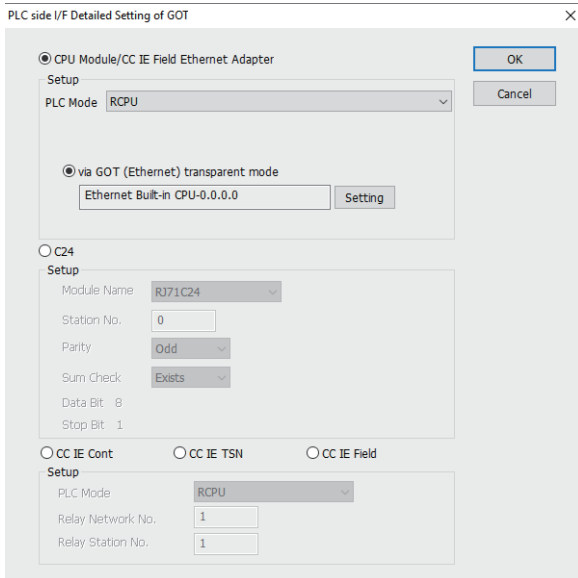 PLC side I/F Detailed Setting of GOT
CPU Module/CC IE Field Ethernet Adapter
OK
Setup
PLC Mode RCPU
Cancel
via GOT (Ethernet) transparent mode
Ethernet Built-in CPU-0.0.0.0
Setting
C24
Setup
Module Name RJ71C24
Station No. 0
Parity Odd
Sum Check Exists
Data Bit 8
Stop Bit 1
CC IE Cont CC IE TSN CC IE Field
Setup
PLC Mode RCPU
Relay Network No. 1
Relay Station No. 1